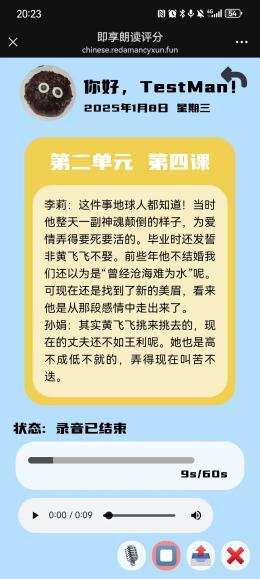 20:23
54
即享朗读评分
chinese.redamancyxun.fun
你好，TestMan！
2025年1月8日 星期三
第二单元 第四课
李莉：这件事地球人都知道！当时
他整天一副神魂颠倒的样子，为爱
情弄得要死要活的。毕业时还发誓
非黄飞飞不娶。前些年他不结婚我
们还以为是“曾经沧海难为水”呢。
可现在还是找到了新的美眉，看来
他是从那段感情中走出来了。
孙娟：其实黄飞飞挑来挑去的，现
在的丈夫还不如王利呢。她也是高
不成低不就的，弄得现在叫苦不
迭。
状态：录音已结束
9s/60s
0:00 / 0:09